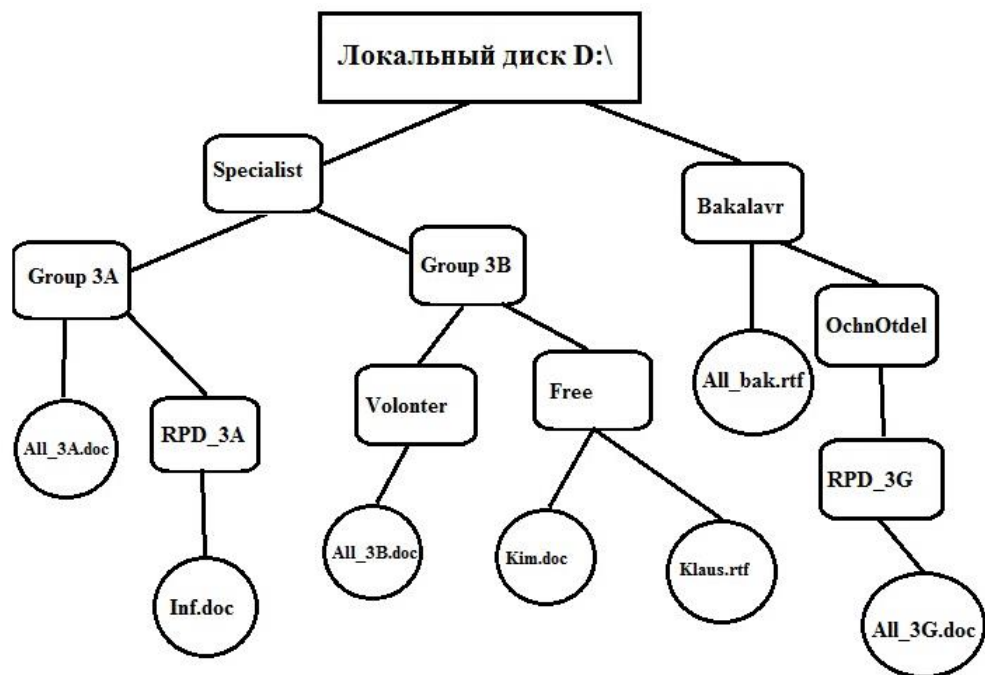 Локальный диск D:\
Specialist
Bakalavr
Group 3A
Group 3B
OchnOtdel
All_bak.rtf
Volonter
Free
RPD_3A
All_3A.doc
RPD_3G
All_3B.doc
Kim.doc
Klaus.rtf
Inf.doc
All_3G.doc